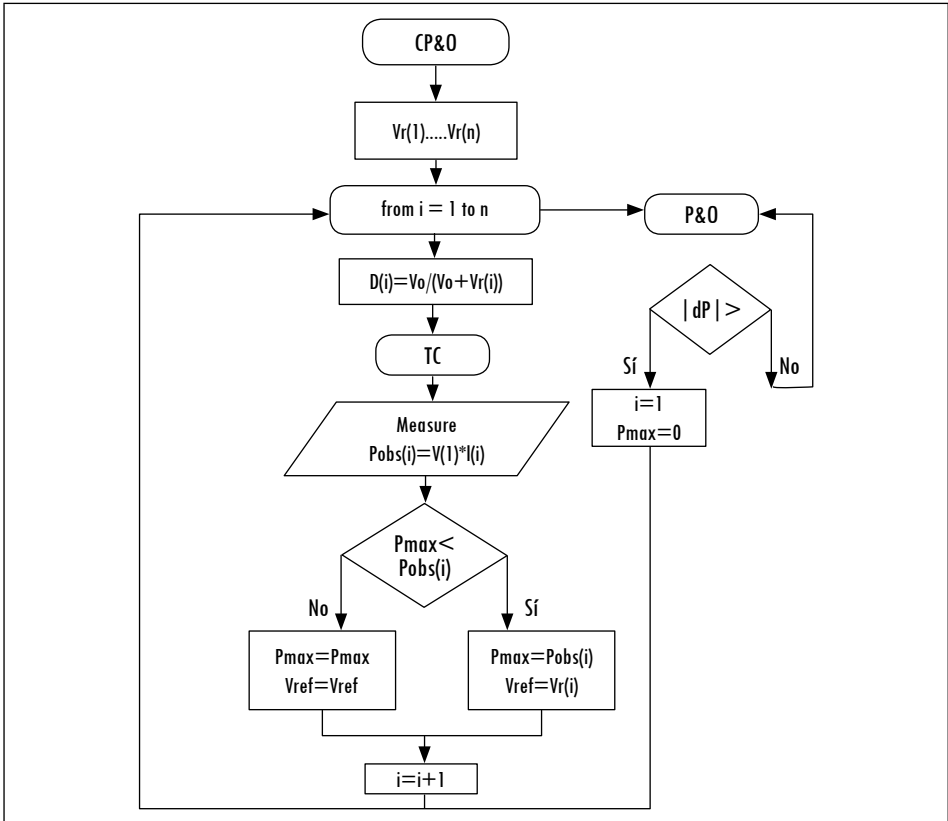 CP&O
Vr(1).....Vr(n)
from i = 1 to n
P&O
D(i)=Vo/(Vo+Vr(i))
|dP|>
TC
Sí
No
i=1
Pmax=0
Measure
Pobs(i)=V(1)*I(i)
Pmax<
Pobs(i)
No
Sí
Pmax=Pmax
Vref=Vref
Pmax=Pobs(i)
Vref=Vr(i)
i=i+1